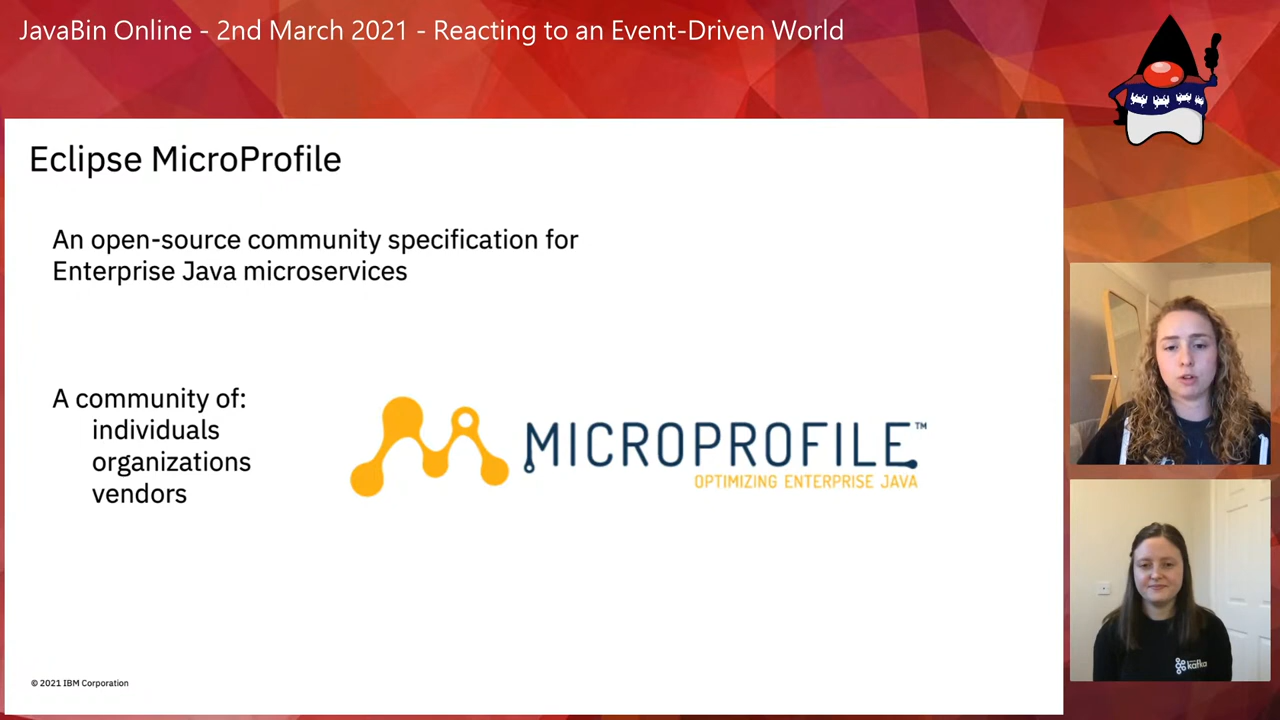 JavaBin Online - 2nd March 2021 - Reacting to an Event-Driven World
Eclipse MicroProfile
An open-source community specification for
Enterprise Java microservices
A community of:
individuals
organizations
vendors
MICROPROFILE™
OPTIMIZING ENTERPRISE JAVA
© 2021 IBM Corporation
kafka